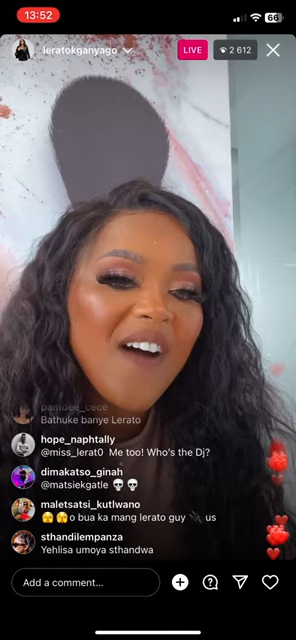 13:52
66
leratokganyago
LIVE
2 612
pamoee_cece
Bathuke banye Lerato
hope_naphtally
@miss_lerat0 Me too! Who's the Dj?
dimakatso_ginah
@matsiekgatle 💀💀
maletsatsi_kutlwano
🫣🫣o bua ka mang lerato guy 🔌 us
sthandilempanza
Yehlisa umoya sthandwa
Add a comment...